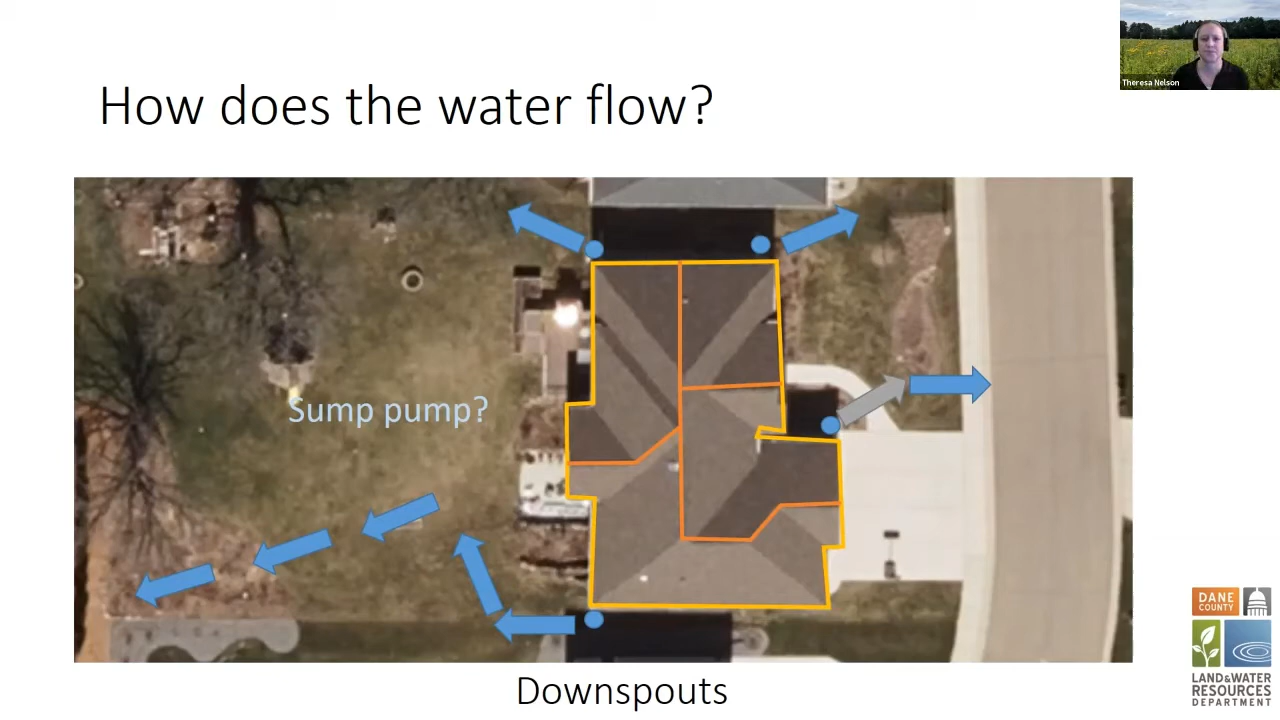 Theresa Nelson
How does the water flow?
Sump pump?
Downspouts
DANE
COUNTY
LAND&WATER
RESOURCES
DEPARTMENT